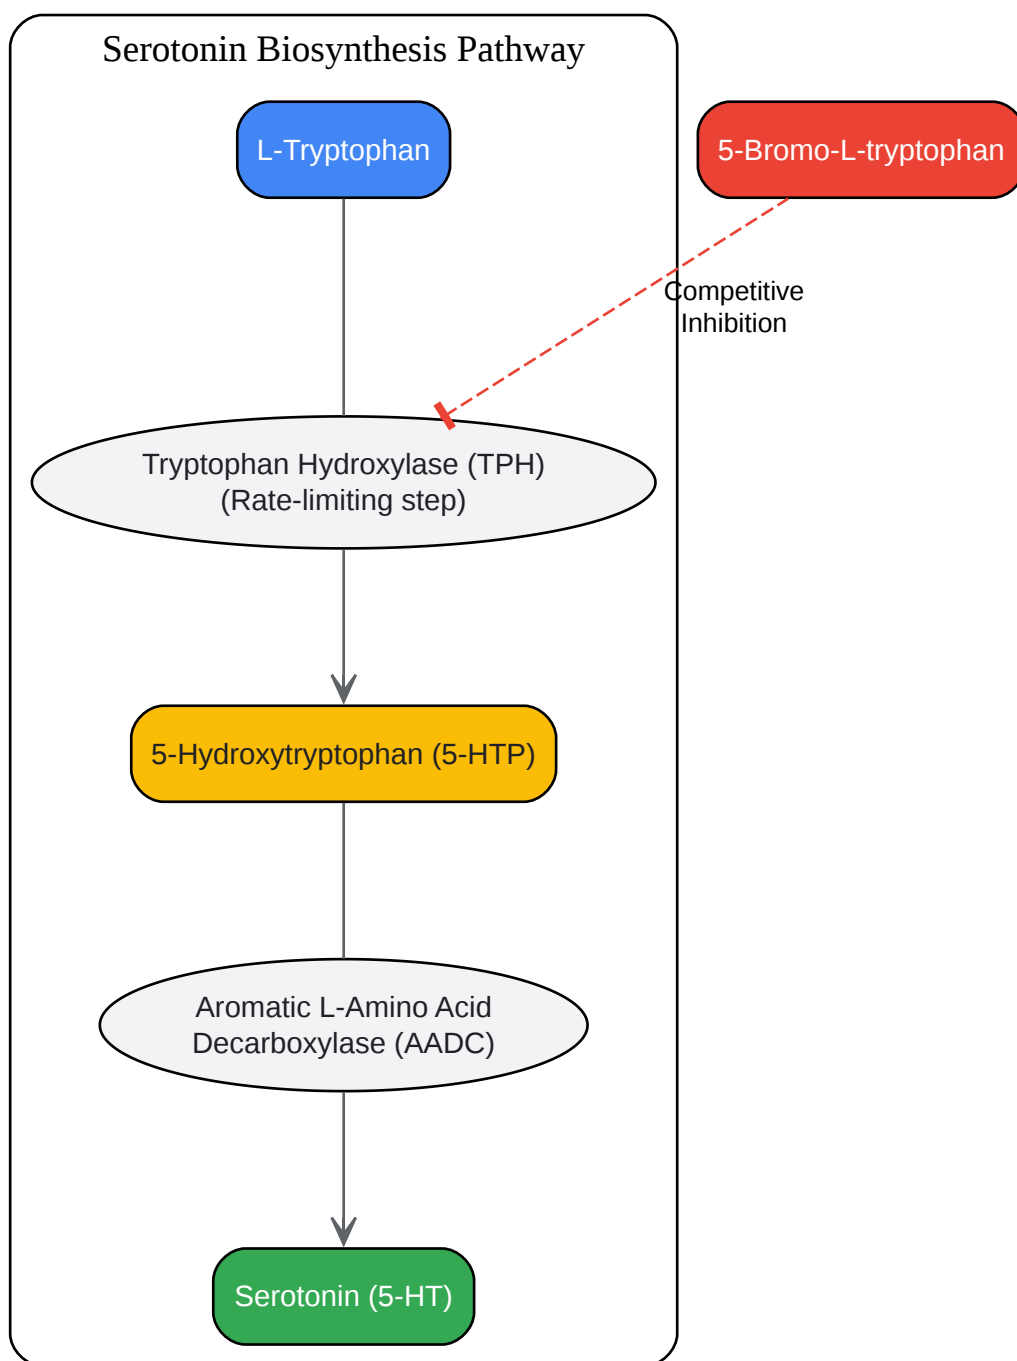 Serotonin Biosynthesis Pathway
L-Tryptophan
5-Bromo-L-tryptophan
Competitive
Inhibition
Tryptophan Hydroxylase (TPH)
(Rate-limiting step)
5-Hydroxytryptophan (5-HTP)
Aromatic L-Amino Acid
Decarboxylase (AADC)
Serotonin (5-HT)